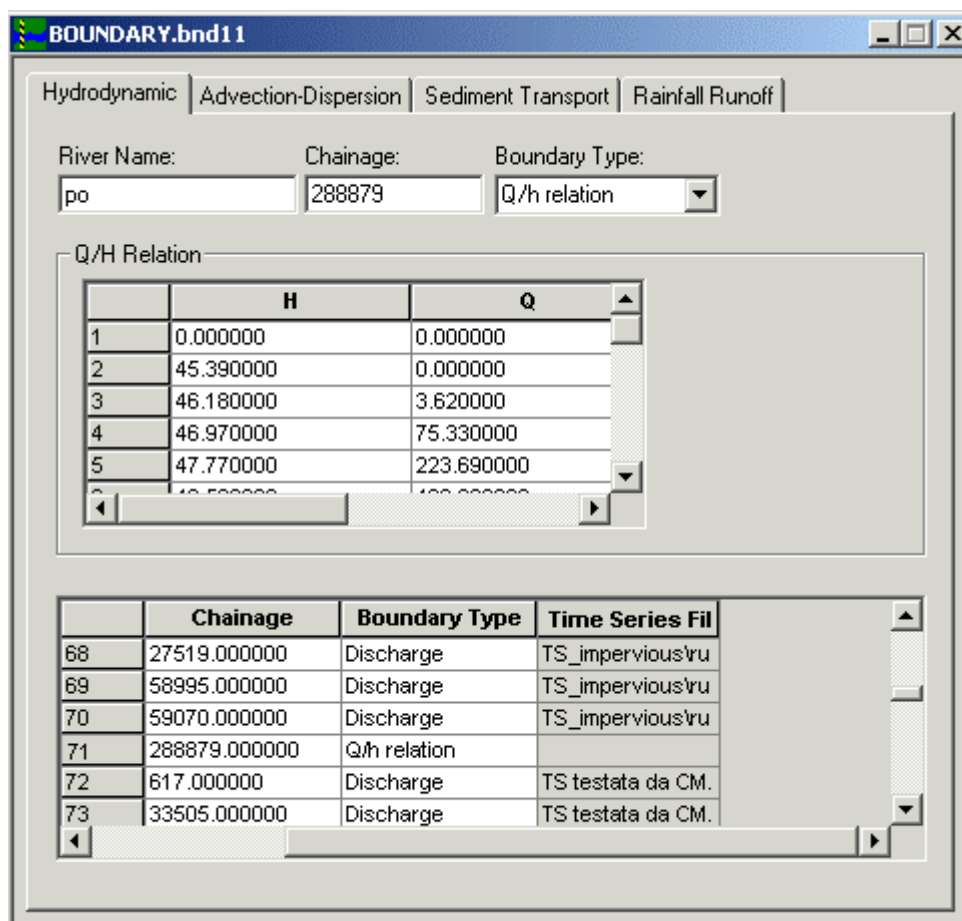 BOUNDARY.bnd11
Hydrodynamic Advection-Dispersion Sediment Transport Rainfall Runoff
River Name: Chainage: Boundary Type:
po 288879 Q/h relation
Q/H Relation
H Q
1 0.000000 0.000000
2 45.390000 0.000000
3 46.180000 3.620000
4 46.970000 75.330000
5 47.770000 223.690000
Chainage Boundary Type Time Series Fil
68 27519.000000 Discharge TS_impervious\ru
69 58995.000000 Discharge TS_impervious\ru
70 59070.000000 Discharge TS_impervious\ru
71 288879.000000 Q/h relation
72 617.000000 Discharge TS testata da CM.
73 33505.000000 Discharge TS testata da CM.